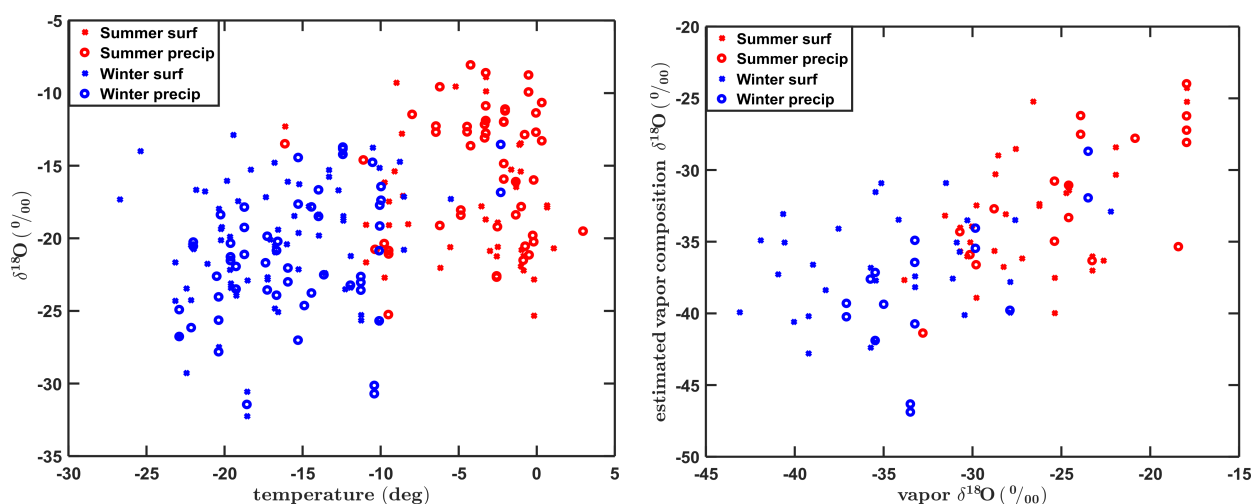 -5
-10
-15
-20
-25
-30
-35
δ¹⁸O (⁰/₀₀)
Summer surf
Summer precip
Winter surf
Winter precip
-30 -25 -20 -15 -10 -5 0 5
temperature (deg)
-20
-25
-30
-35
-40
-45
-50
estimated vapor composition δ¹⁸O (⁰/₀₀)
Summer surf
Summer precip
Winter surf
Winter precip
-45 -40 -35 -30 -25 -20 -15 -10
vapor δ¹⁸O (⁰/₀₀)